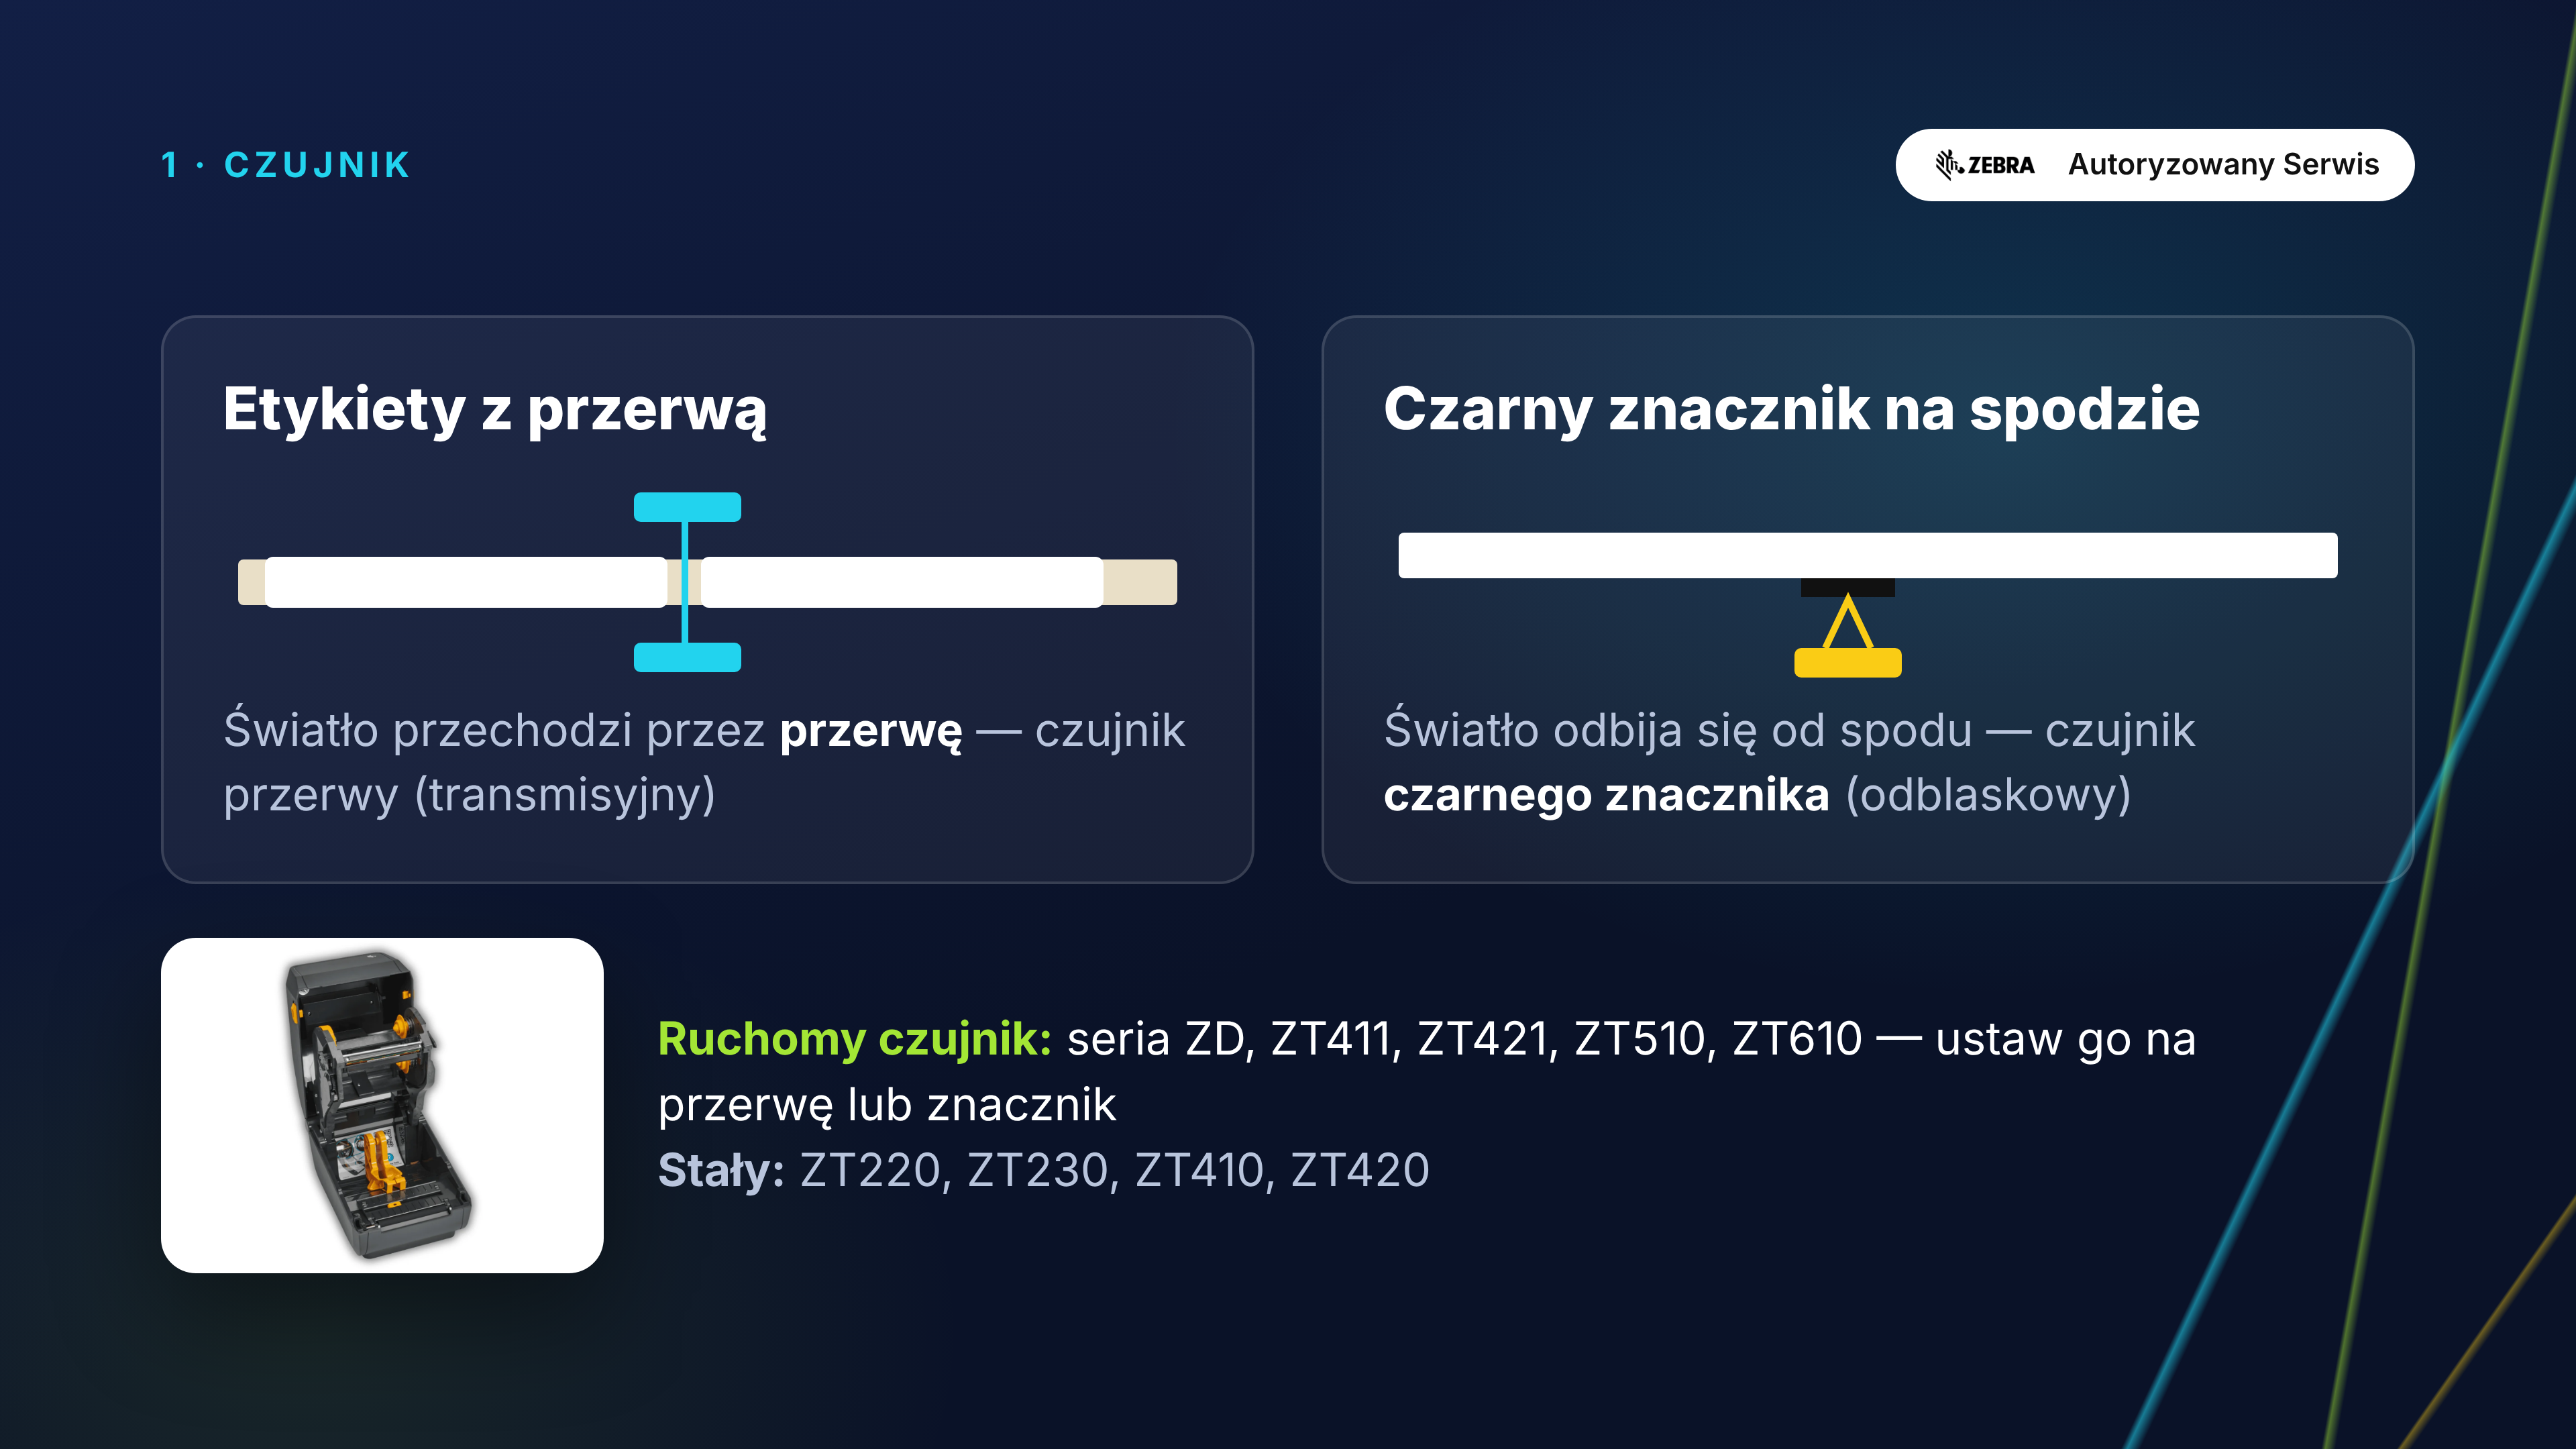 1 · CZUJNIK
ZEBRA Autoryzowany Serwis
Etykiety z przerwą
Światło przechodzi przez przerwę — czujnik
przerwy (transmisyjny)
Czarny znacznik na spodzie
Światło odbija się od spodu — czujnik
czarnego znacznika (odblaskowy)
Ruchomy czujnik: seria ZD, ZT411, ZT421, ZT510, ZT610 — ustaw go na
przerwę lub znacznik
Stały: ZT220, ZT230, ZT410, ZT420